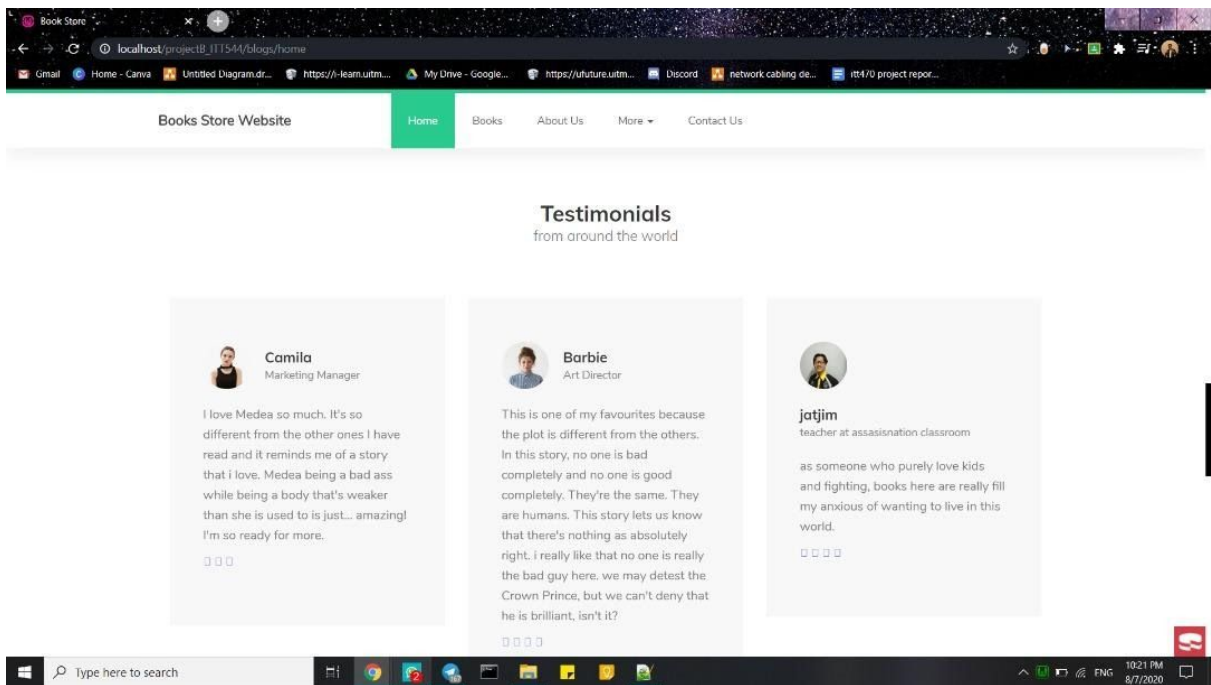 Book Store
localhost/projectB_ITT544/blogs/home
Gmail Home - Canva Untitled Diagram.dr... https://i-learn.uitm.... My Drive - Google... https://ufuture.uitm... Discord network cabling de... itt470 project repor...
Books Store Website Home Books About Us More Contact Us
Testimonials
from around the world
Camila
Marketing Manager
I love Medea so much. It's so
different from the other ones I have
read and it reminds me of a story
that i love. Medea being a bad ass
while being a body that's weaker
than she is used to is just... amazing!
I'm so ready for more.
Barbie
Art Director
This is one of my favourites because
the plot is different from the others.
In this story, no one is bad
completely and no one is good
completely. They're the same. They
are humans. This story lets us know
that there's nothing as absolutely
right. i really like that no one is really
the bad guy here. we may detest the
Crown Prince, but we can't deny that
he is brilliant, isn't it?
jatjim
teacher at assasisnation classroom
as someone who purely love kids
and fighting, books here are really fill
my anxious of wanting to live in this
world.
Type here to search
ENG
10:21 PM
8/7/2020